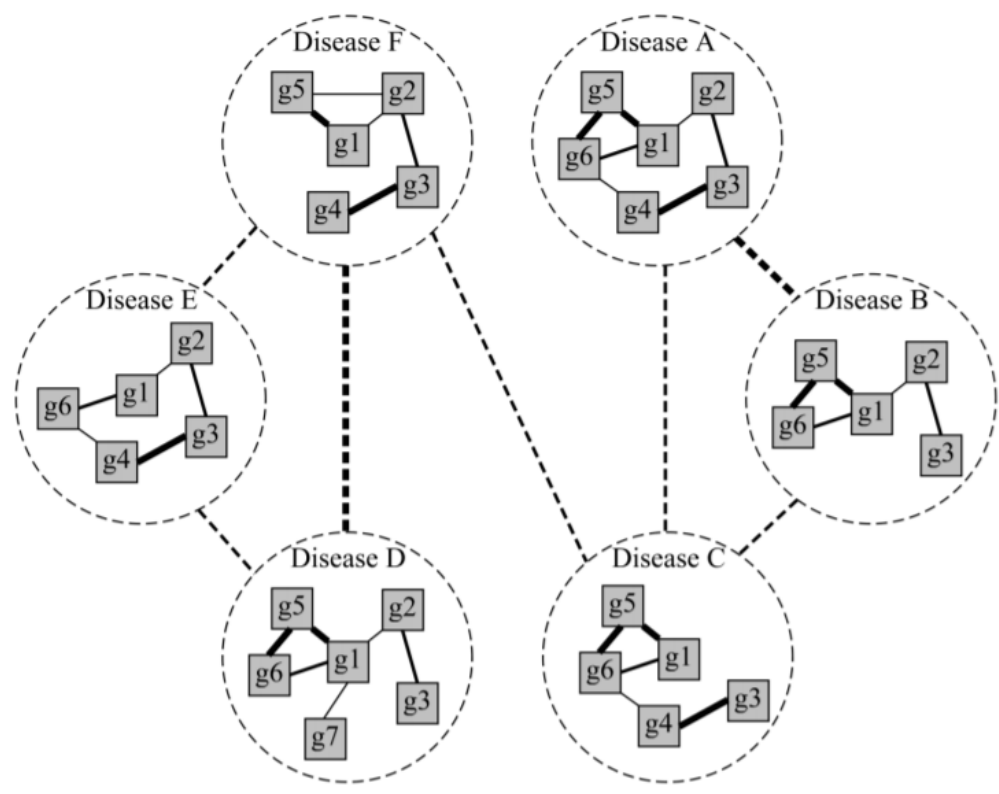 Disease F
g5
g2
g1
g3
g4
Disease A
g5
g2
g1
g6
g3
g4
Disease E
g2
g1
g6
g3
g4
Disease B
g5
g2
g1
g6
g3
Disease D
g5
g2
g1
g6
g3
g7
Disease C
g5
g1
g6
g3
g4